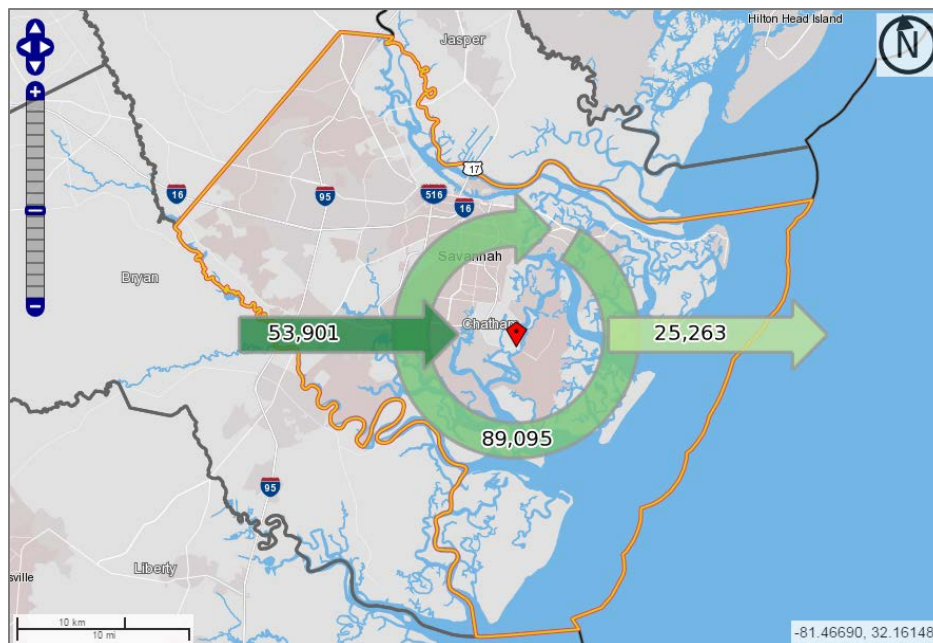 Hilton Head Island
Jasper
N
17
16
95
516
16
Bryan
Savannah
53,901
Chatham
25,263
89,095
95
Liberty
sville
10 km
10 mi
-81.46690, 32.16148